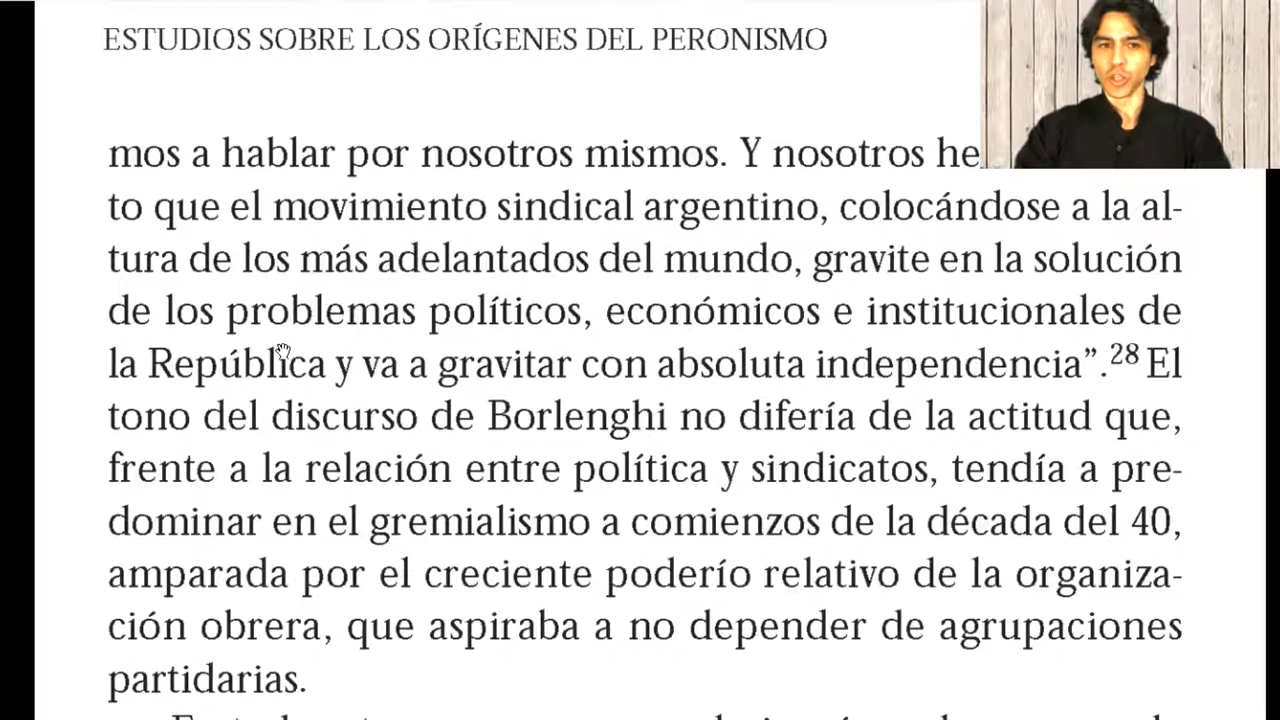 ESTUDIOS SOBRE LOS ORÍGENES DEL PERONISMO
mos a hablar por nosotros mismos. Y nosotros he
to que el movimiento sindical argentino, colocándose a la al-
tura de los más adelantados del mundo, gravite en la solución
de los problemas políticos, económicos e institucionales de
la República y va a gravitar con absoluta independencia”.28 El
tono del discurso de Borlenghi no difería de la actitud que,
frente a la relación entre política y sindicatos, tendía a pre-
dominar en el gremialismo a comienzos de la década del 40,
amparada por el creciente poderío relativo de la organiza-
ción obrera, que aspiraba a no depender de agrupaciones
partidarias.